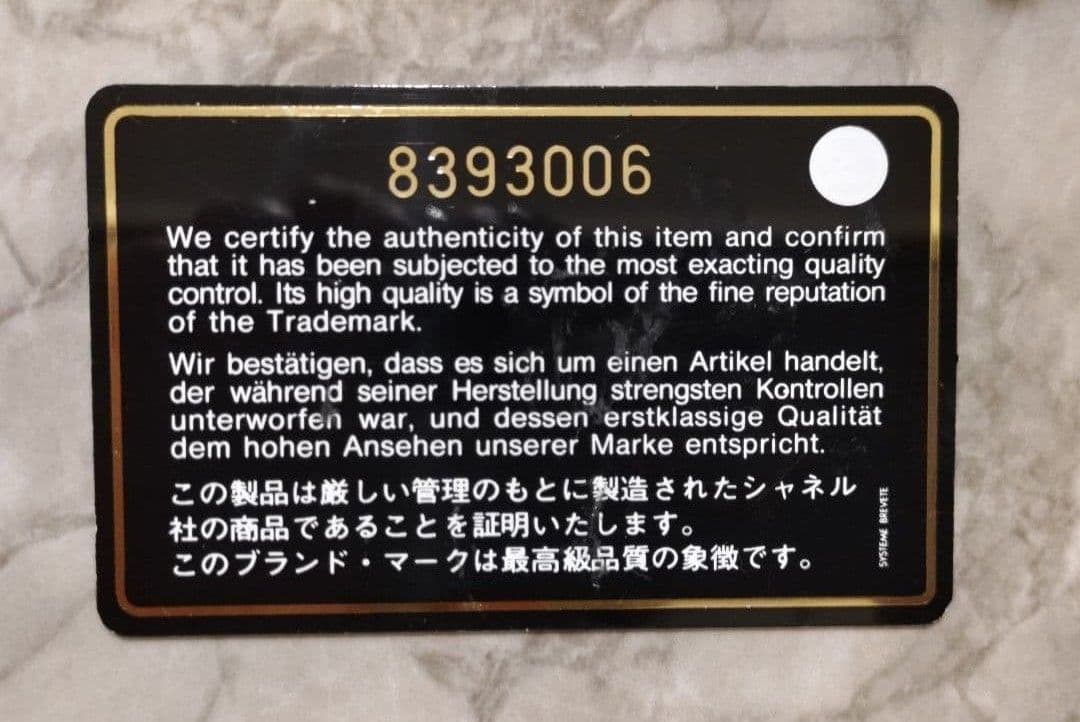 8393006
We certify the authenticity of this item and confirm
that it has been subjected to the most exacting quality
control. Its high quality is a symbol of the fine reputation
of the Trademark.
Wir bestätigen, dass es sich um einen Artikel handelt,
der während seiner Herstellung strengsten Kontrollen
unterworfen war, und dessen erstklassige Qualität
dem hohen Ansehen unserer Marke entspricht.
この製品は厳しい管理のもとに製造されたシャネル
社の商品であることを証明いたします。
このブランド・マークは最高級品質の象徴です。
SYSTEME BREVETE